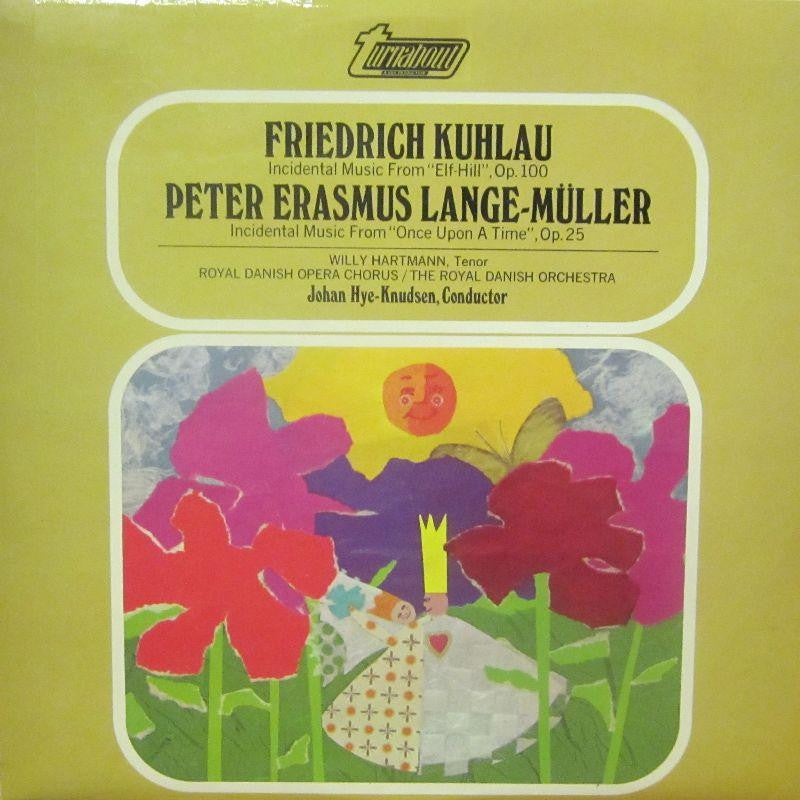 Turnabout
FRIEDRICH KUHLAU
Incidental Music From "Elf-Hill", Op. 100
PETER ERASMUS LANGE-MÜLLER
Incidental Music From "Once Upon A Time", Op. 25
WILLY HARTMANN, Tenor
ROYAL DANISH OPERA CHORUS / THE ROYAL DANISH ORCHESTRA
Johan Hye-Knudsen, Conductor